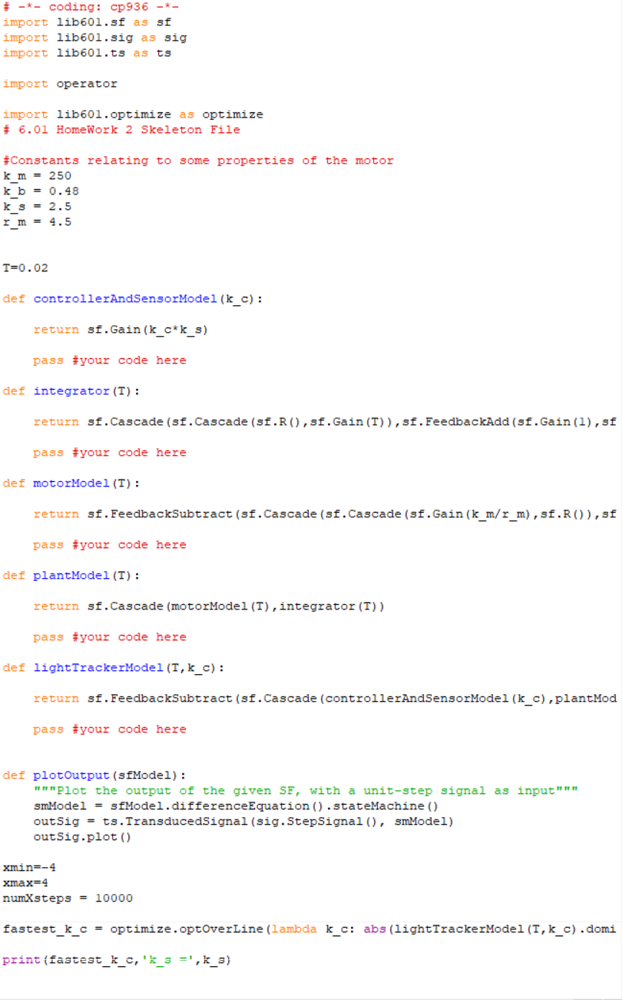 # -*- coding: cp936 -*-
import lib601.sf as sf
import lib601.sig as sig
import lib601.ts as ts
import operator
import lib601.optimize as optimize
# 6.01 HomeWork 2 Skeleton File
#Constants relating to some properties of the motor
k_m = 250
k_b = 0.48
k_s = 2.5
r_m = 4.5
T=0.02
def controllerAndSensorModel(k_c):
    return sf.Gain(k_c*k_s)
    pass #your code here
def integrator(T):
    return sf.Cascade(sf.Cascade(sf.R(),sf.Gain(T)),sf.FeedbackAdd(sf.Gain(1),sf
    pass #your code here
def motorModel(T):
    return sf.FeedbackSubtract(sf.Cascade(sf.Cascade(sf.Gain(k_m/r_m),sf.R()),sf
    pass #your code here
def plantModel(T):
    return sf.Cascade(motorModel(T),integrator(T))
    pass #your code here
def lightTrackerModel(T,k_c):
    return sf.FeedbackSubtract(sf.Cascade(controllerAndSensorModel(k_c),plantMod
    pass #your code here
def plotOutput(sfModel):
    """Plot the output of the given SF, with a unit-step signal as input"""
    smModel = sfModel.differenceEquation().stateMachine()
    outSig = ts.TransducedSignal(sig.StepSignal(), smModel)
    outSig.plot()
xmin=-4
xmax=4
numXsteps = 10000
fastest_k_c = optimize.optOverLine(lambda k_c: abs(lightTrackerModel(T,k_c).domi
print(fastest_k_c,'k_s =',k_s)